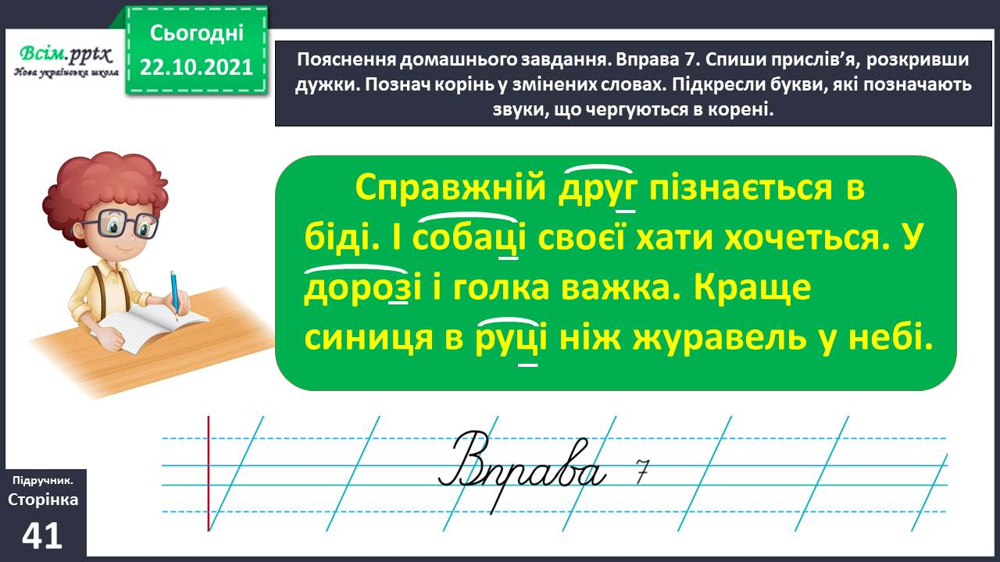 Всім.pptx
Нова українська школа
Сьогодні
22.10.2021
Пояснення домашнього завдання. Вправа 7. Спиши прислів’я, розкривши
дужки. Познач корінь у змінених словах. Підкресли букви, які позначають
звуки, що чергуються в корені.
Справжній друг пізнається в
біді. І собаці своєї хати хочеться. У
дорозі і голка важка. Краще
синиця в руці ніж журавель у небі.
Вправа 7
Підручник.
Сторінка
41